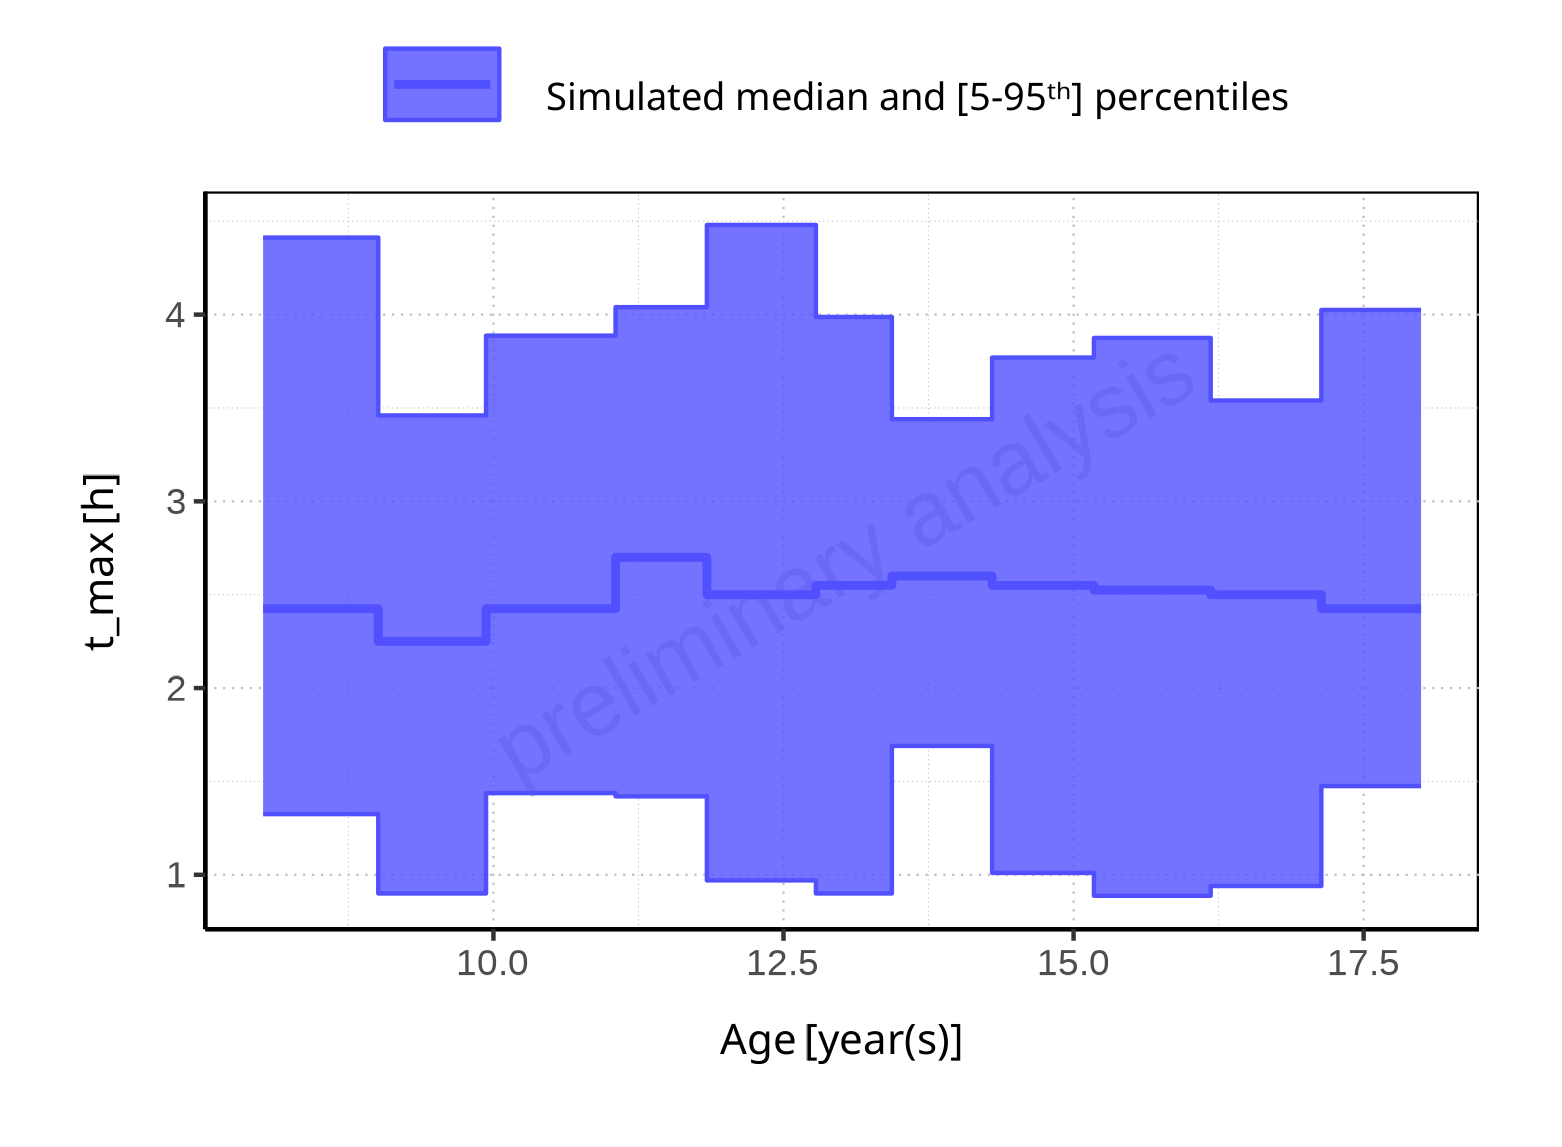 Simulated median and [5-95ᵗʰ] percentiles
4
3
2
1
t_max [h]
preliminary analysis
10.0 12.5 15.0 17.5
Age [year(s)]